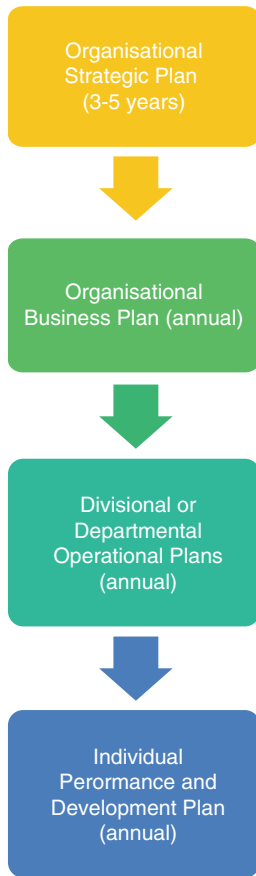 Organisational
Strategic Plan
(3-5 years)
Organisational
Business Plan (annual)
Divisional or
Departmental
Operational Plans
(annual)
Individual
Perormance and
Development Plan
(annual)